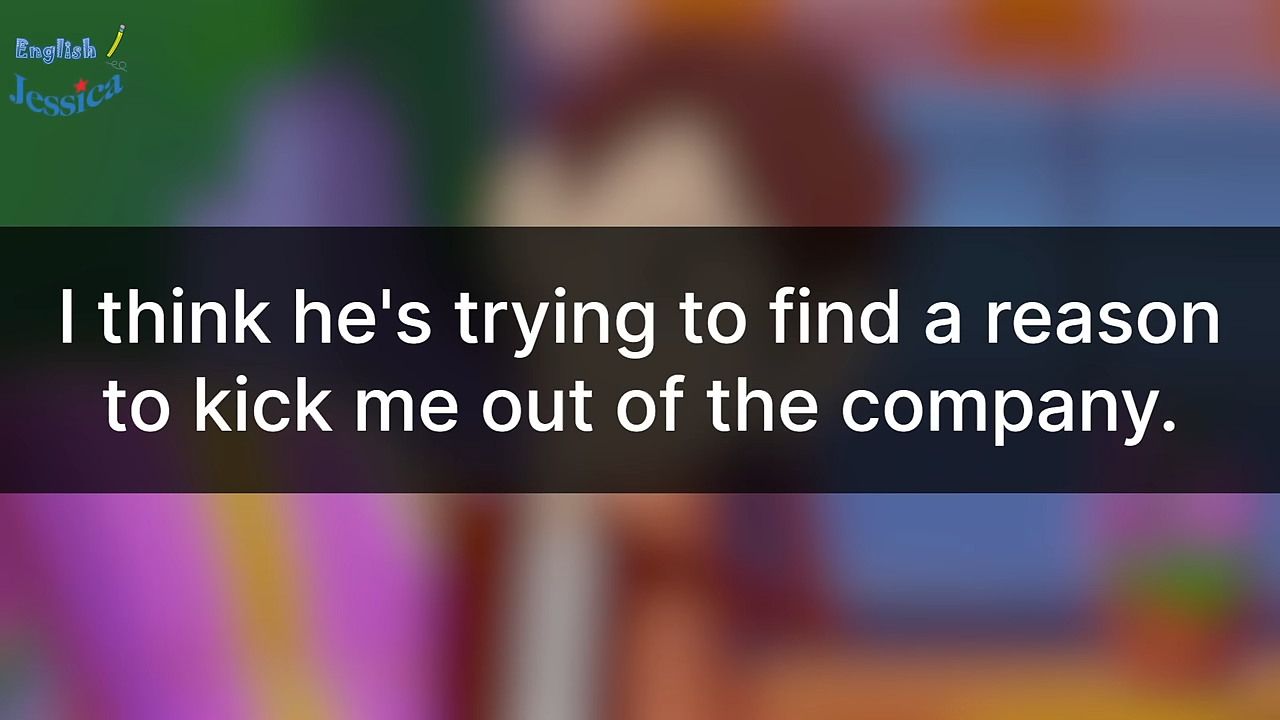 English
Jessica
I think he's trying to find a reason
to kick me out of the company.